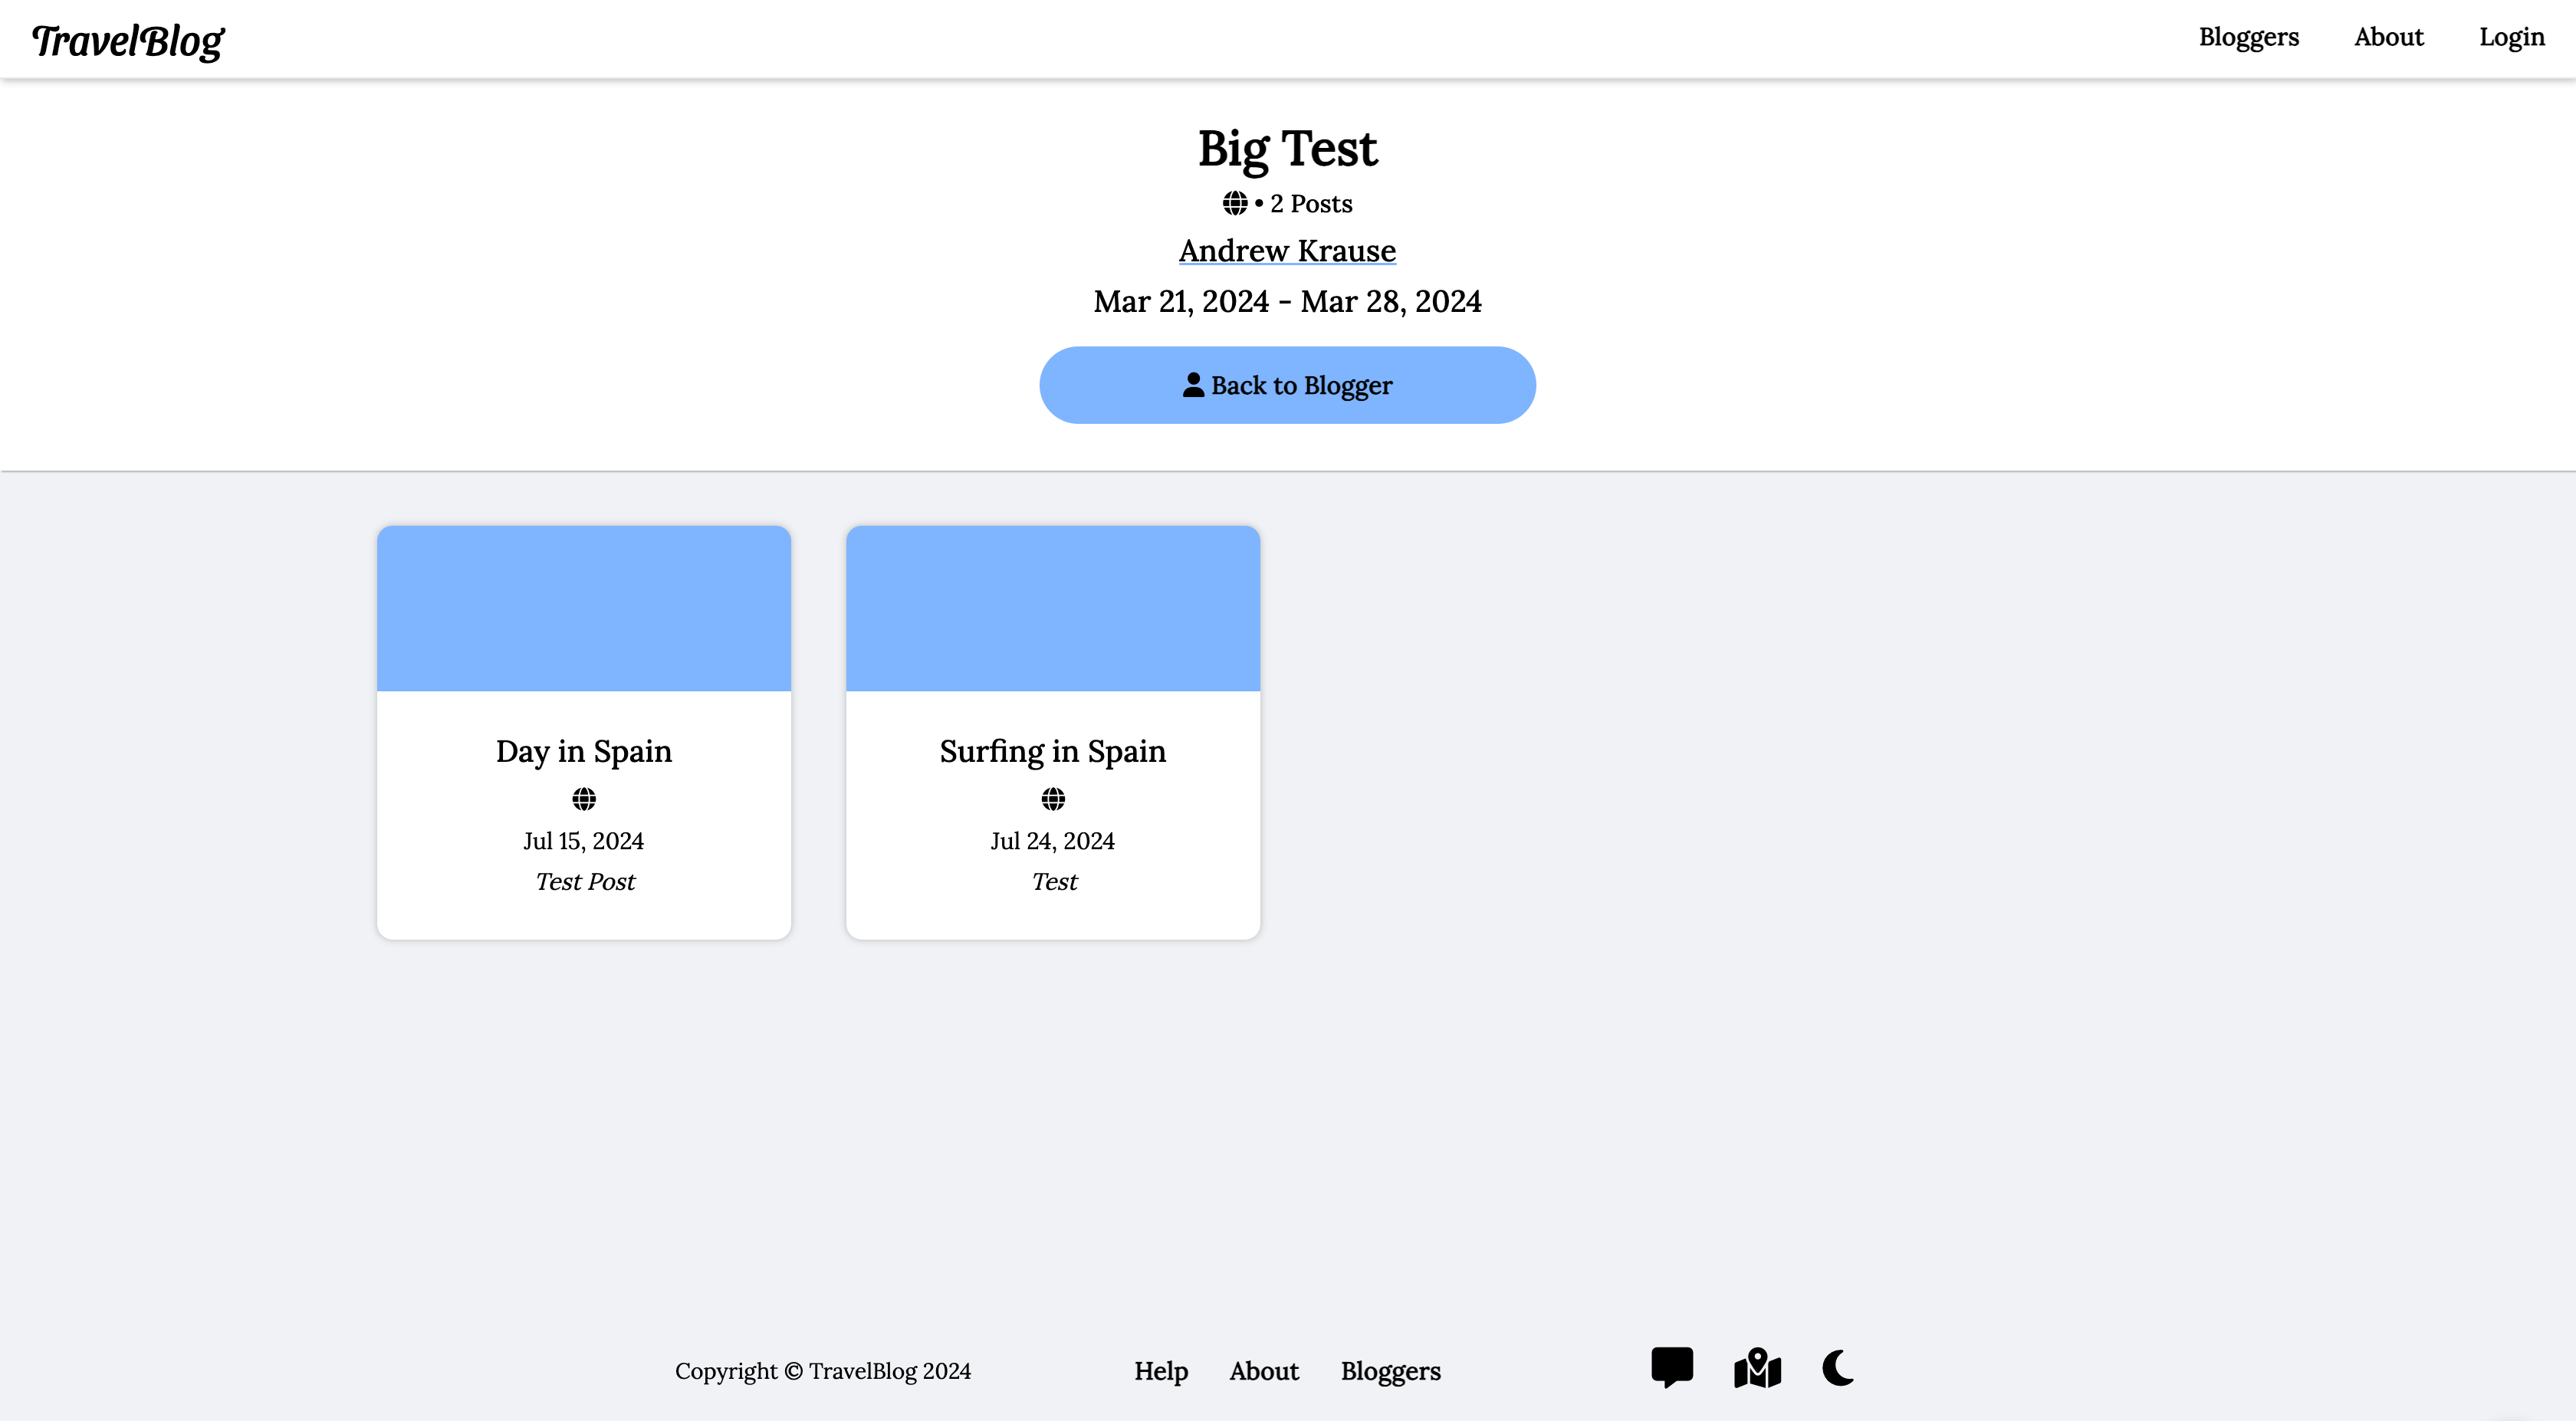 TravelBlog
Bloggers About Login
Big Test
• 2 Posts
Andrew Krause
Mar 21, 2024 - Mar 28, 2024
Back to Blogger
Day in Spain
Jul 15, 2024
Test Post
Surfing in Spain
Jul 24, 2024
Test
Copyright © TravelBlog 2024
Help About Bloggers